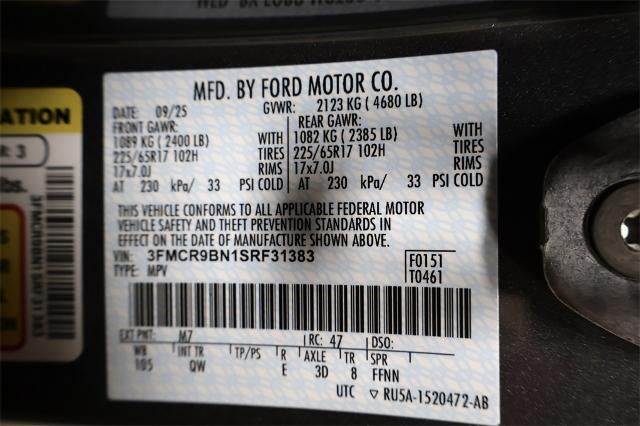 MFD. BY FORD MOTOR CO.
DATE: 09/25 GVWR: 2123 KG ( 4680 LB)
FRONT GAWR: REAR GAWR:
1089 KG ( 2400 LB) WITH 1082 KG ( 2385 LB) WITH
225/65R17 102H TIRES 225/65R17 102H TIRES
17x7.0J RIMS 17x7.0J RIMS
AT 230 kPa/ 33 PSI COLD AT 230 kPa/ 33 PSI COLD
THIS VEHICLE CONFORMS TO ALL APPLICABLE FEDERAL MOTOR
VEHICLE SAFETY AND THEFT PREVENTION STANDARDS IN
EFFECT ON THE DATE OF MANUFACTURE SHOWN ABOVE.
VIN: 3FMCR9BN1SRF31383 F0151
TYPE: MPV T0461
EXT PNT: M7 RC: 47 DSO:
WB INT TR TP/PS R AXLE TR SPR
105 QW E 3D 8 FFNN
UTC ▽ RU5A-1520472-AB
ATION
R: 3
lbs.
3FMCR9BN1SRF31383